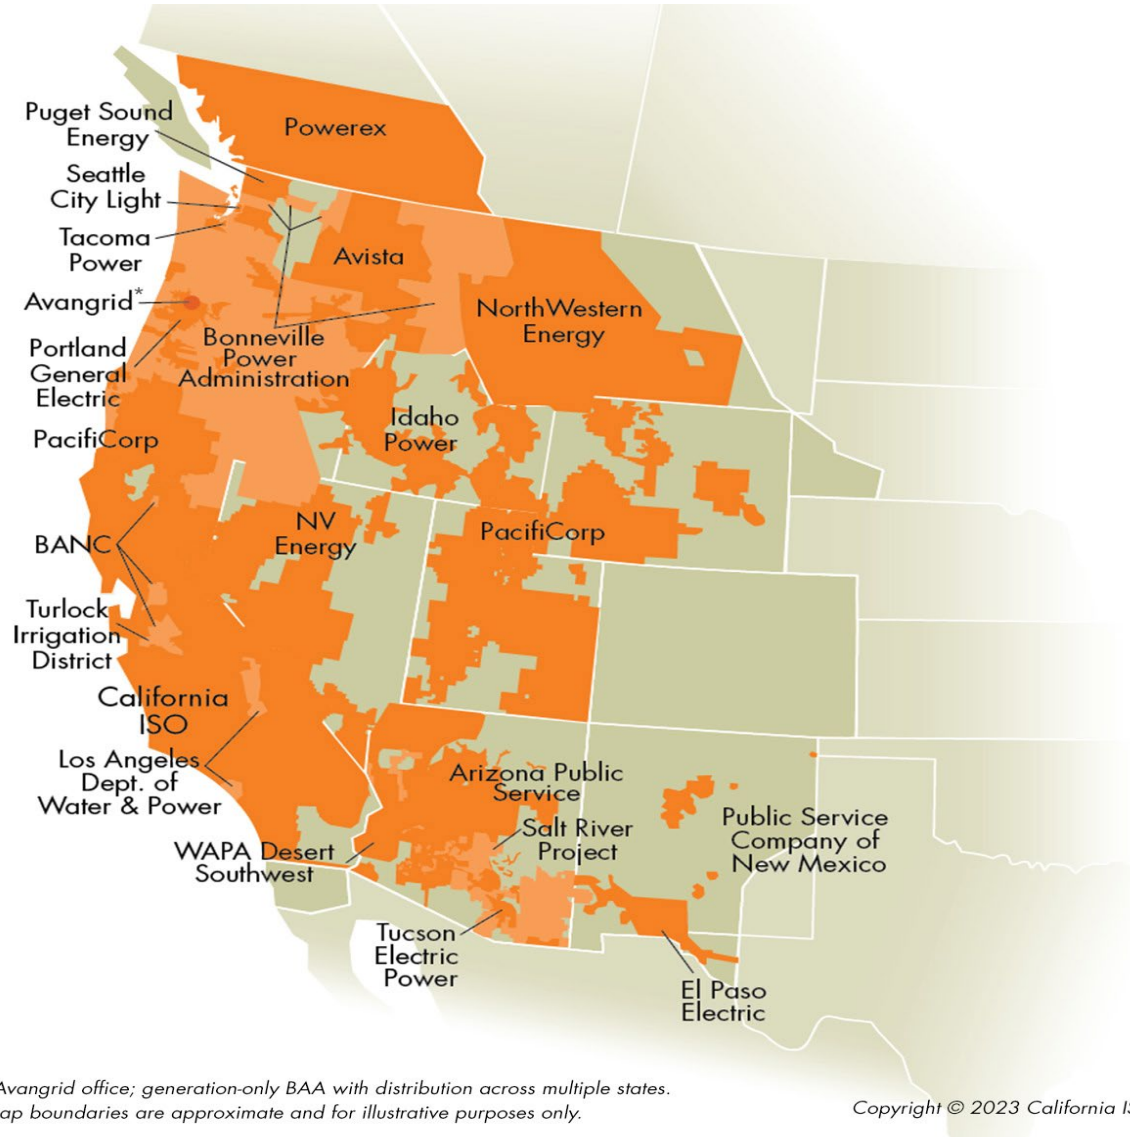 Puget Sound
Energy
Powerex
Seattle
City Light
Tacoma
Power
Avista
Avangrid*
NorthWestern
Energy
Bonneville
Power
Administration
Portland
General
Electric
Idaho
Power
PacifiCorp
NV
Energy
PacifiCorp
BANC
Turlock
Irrigation
District
California
ISO
Los Angeles
Dept. of
Water & Power
Arizona Public
Service
Salt River
Project
Public Service
Company of
New Mexico
WAPA Desert
Southwest
Tucson
Electric
Power
El Paso
Electric
Avangrid office; generation-only BAA with distribution across multiple states.
ap boundaries are approximate and for illustrative purposes only.
Copyright © 2023 California IS